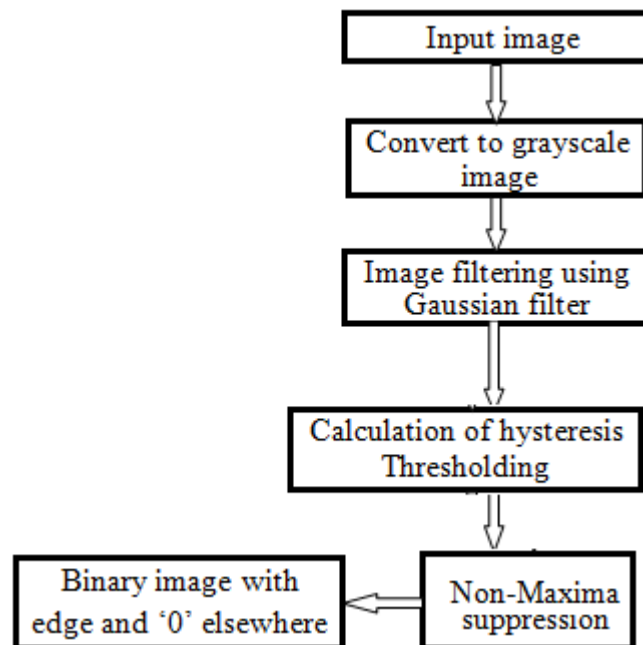 Input image
Convert to grayscale
image
Image filtering using
Gaussian filter
Calculation of hysteresis
Thresholding
Non-Maxima
suppression
Binary image with
edge and ‘0’ elsewhere